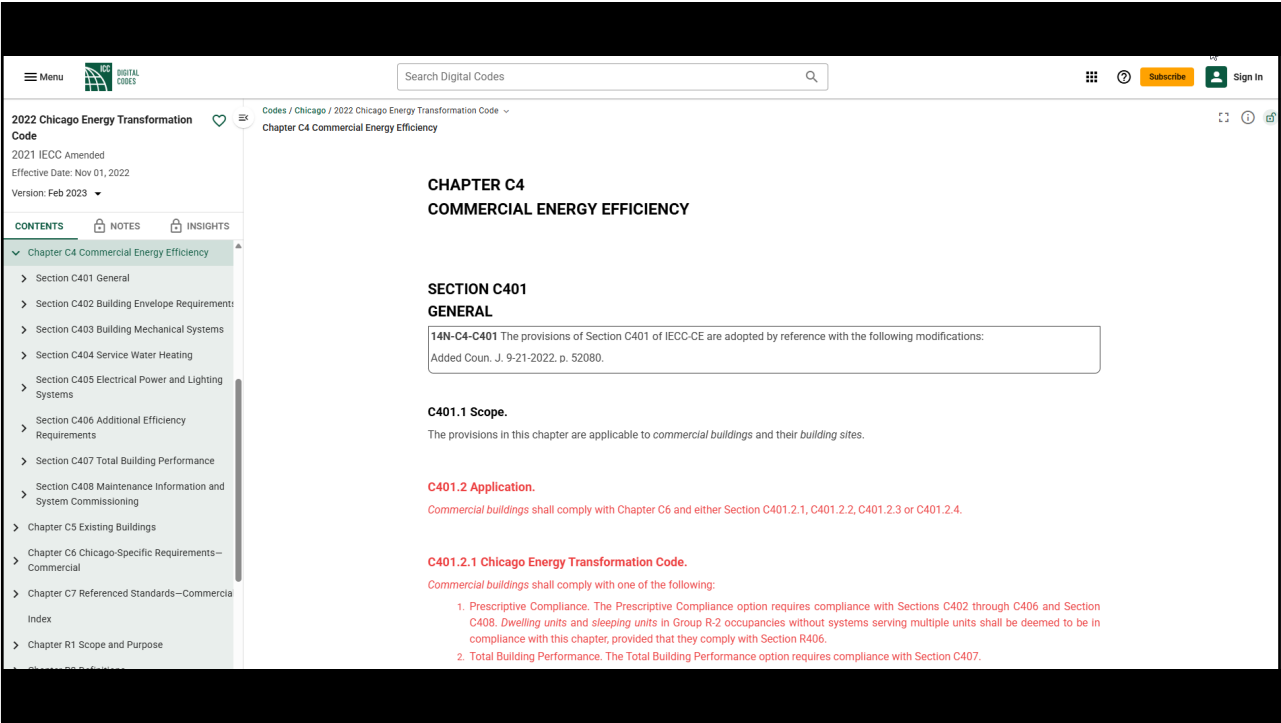 Menu
ICC
DIGITAL
CODES
Search Digital Codes
Subscribe
Sign In
2022 Chicago Energy Transformation
Code
2021 IECC Amended
Effective Date: Nov 01, 2022
Version: Feb 2023
CONTENTS
NOTES
INSIGHTS
Chapter C4 Commercial Energy Efficiency
Section C401 General
Section C402 Building Envelope Requirements
Section C403 Building Mechanical Systems
Section C404 Service Water Heating
Section C405 Electrical Power and Lighting
Systems
Section C406 Additional Efficiency
Requirements
Section C407 Total Building Performance
Section C408 Maintenance Information and
System Commissioning
Chapter C5 Existing Buildings
Chapter C6 Chicago-Specific Requirements—
Commercial
Chapter C7 Referenced Standards—Commercia
Index
Chapter R1 Scope and Purpose
Codes / Chicago / 2022 Chicago Energy Transformation Code
Chapter C4 Commercial Energy Efficiency
CHAPTER C4
COMMERCIAL ENERGY EFFICIENCY
SECTION C401
GENERAL
14N-C4-C401 The provisions of Section C401 of IECC-CE are adopted by reference with the following modifications:
Added Coun. J. 9-21-2022, p. 52080.
C401.1 Scope.
The provisions in this chapter are applicable to commercial buildings and their building sites.
C401.2 Application.
Commercial buildings shall comply with Chapter C6 and either Section C401.2.1, C401.2.2, C401.2.3 or C401.2.4.
C401.2.1 Chicago Energy Transformation Code.
Commercial buildings shall comply with one of the following:
1. Prescriptive Compliance. The Prescriptive Compliance option requires compliance with Sections C402 through C406 and Section
C408. Dwelling units and sleeping units in Group R-2 occupancies without systems serving multiple units shall be deemed to be in
compliance with this chapter, provided that they comply with Section R406.
2. Total Building Performance. The Total Building Performance option requires compliance with Section C407.